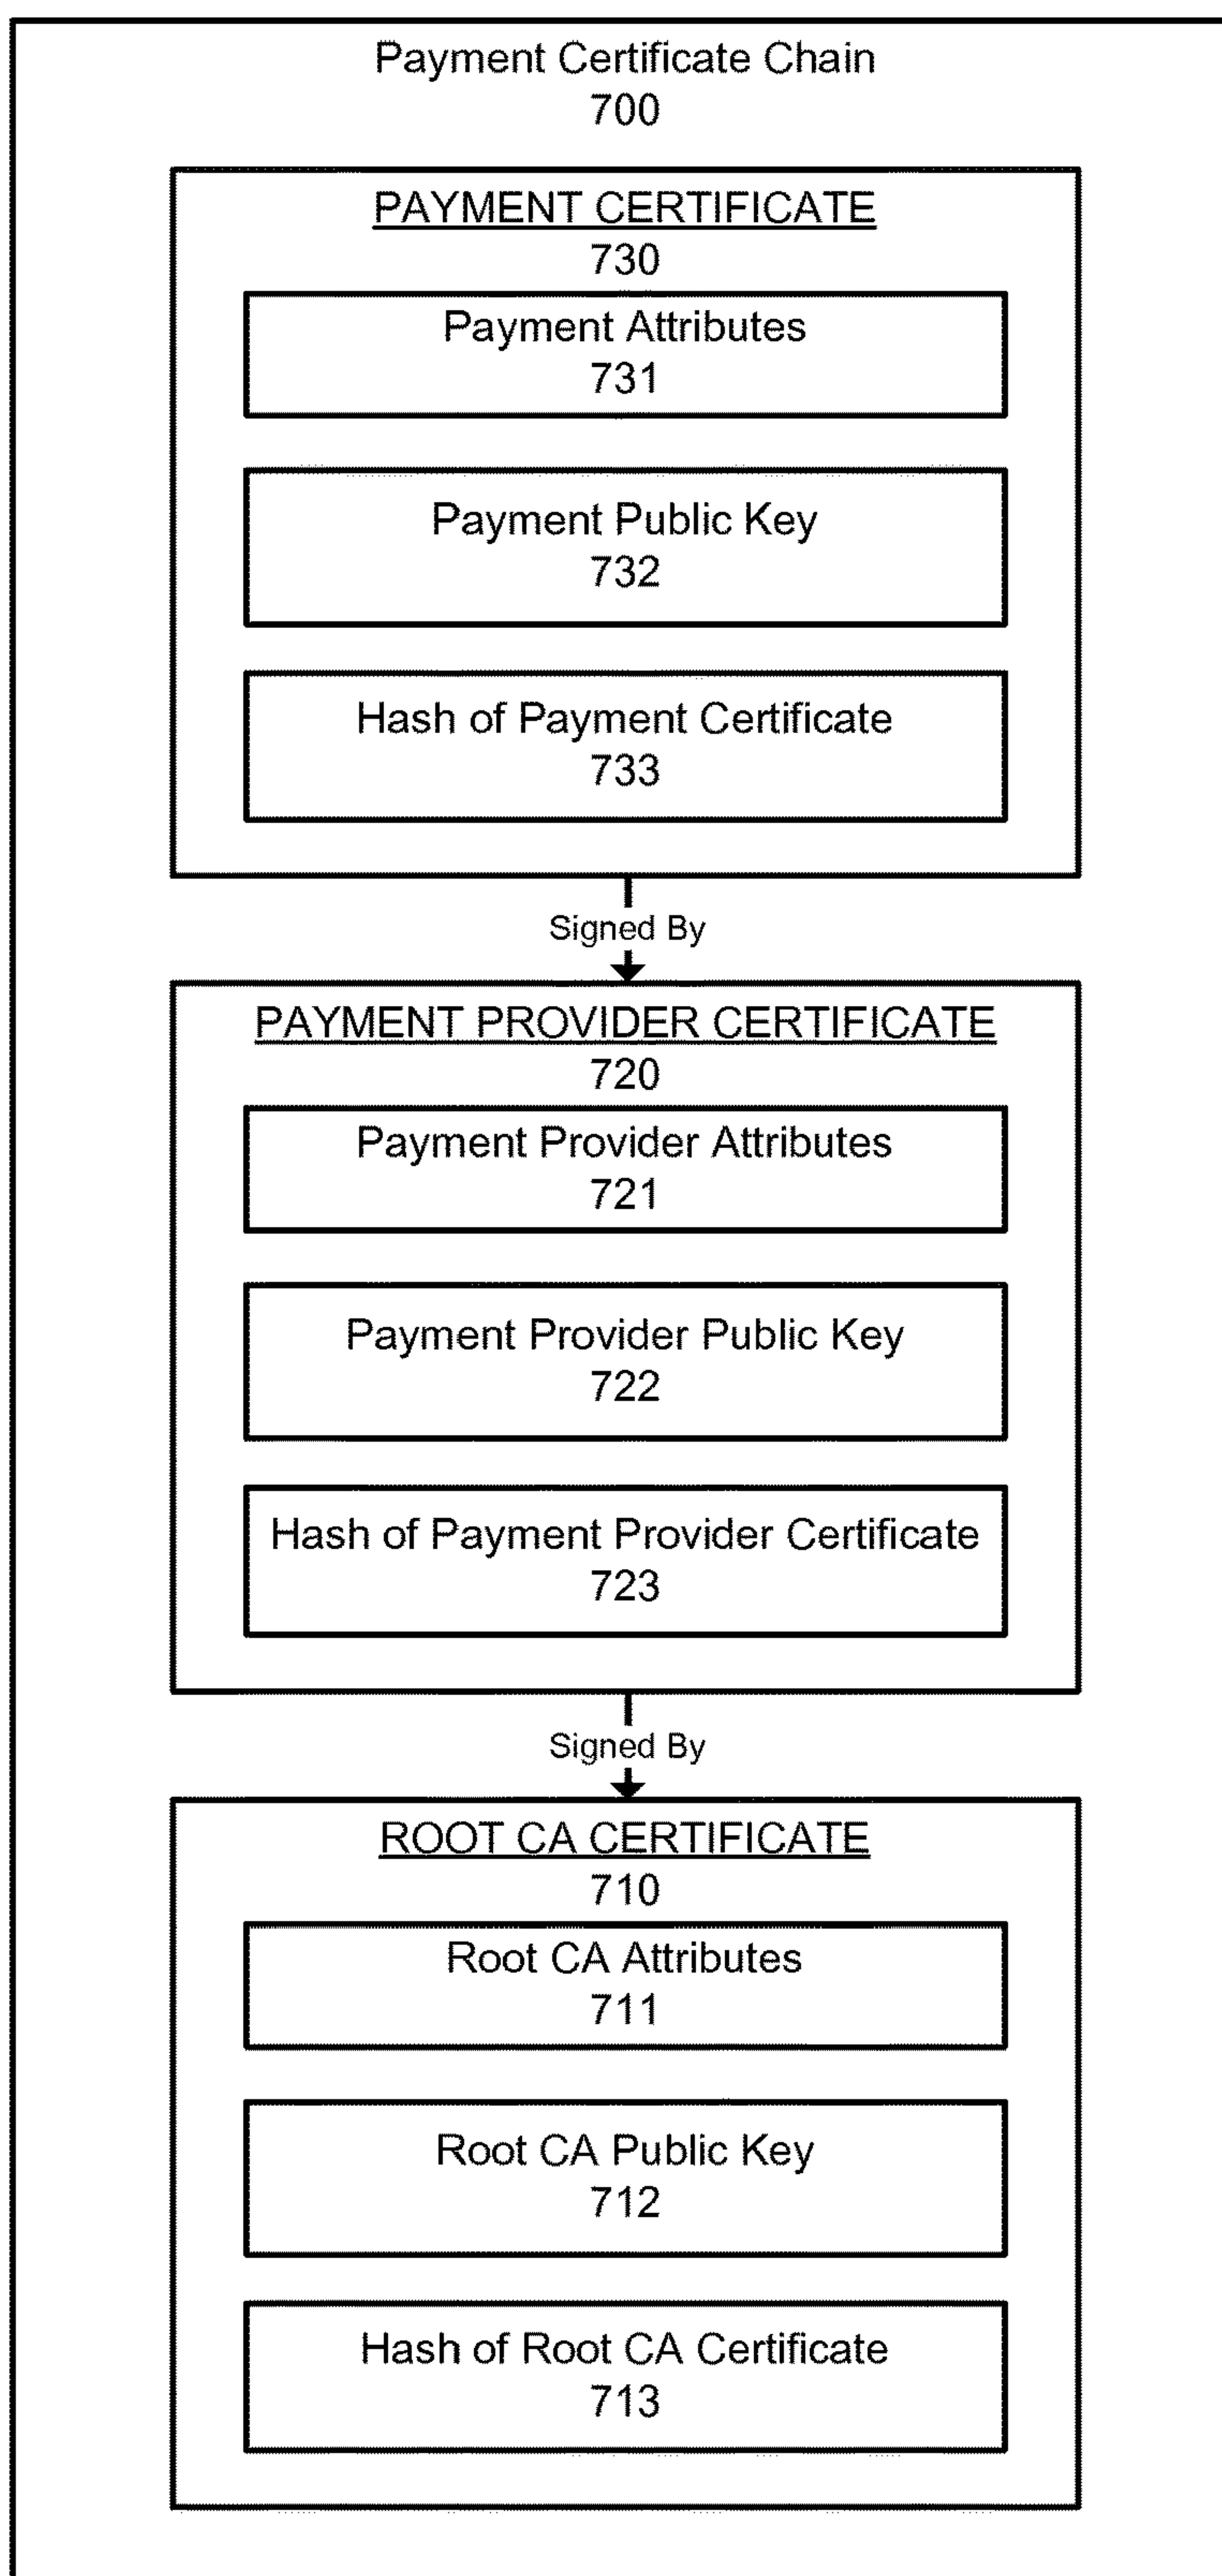 Payment Certificate Chain
700
PAYMENT CERTIFICATE
730
Payment Attributes
731
Payment Public Key
732
Hash of Payment Certificate
733
Signed By
PAYMENT PROVIDER CERTIFICATE
720
Payment Provider Attributes
721
Payment Provider Public Key
722
Hash of Payment Provider Certificate
723
Signed By
ROOT CA CERTIFICATE
710
Root CA Attributes
711
Root CA Public Key
712
Hash of Root CA Certificate
713